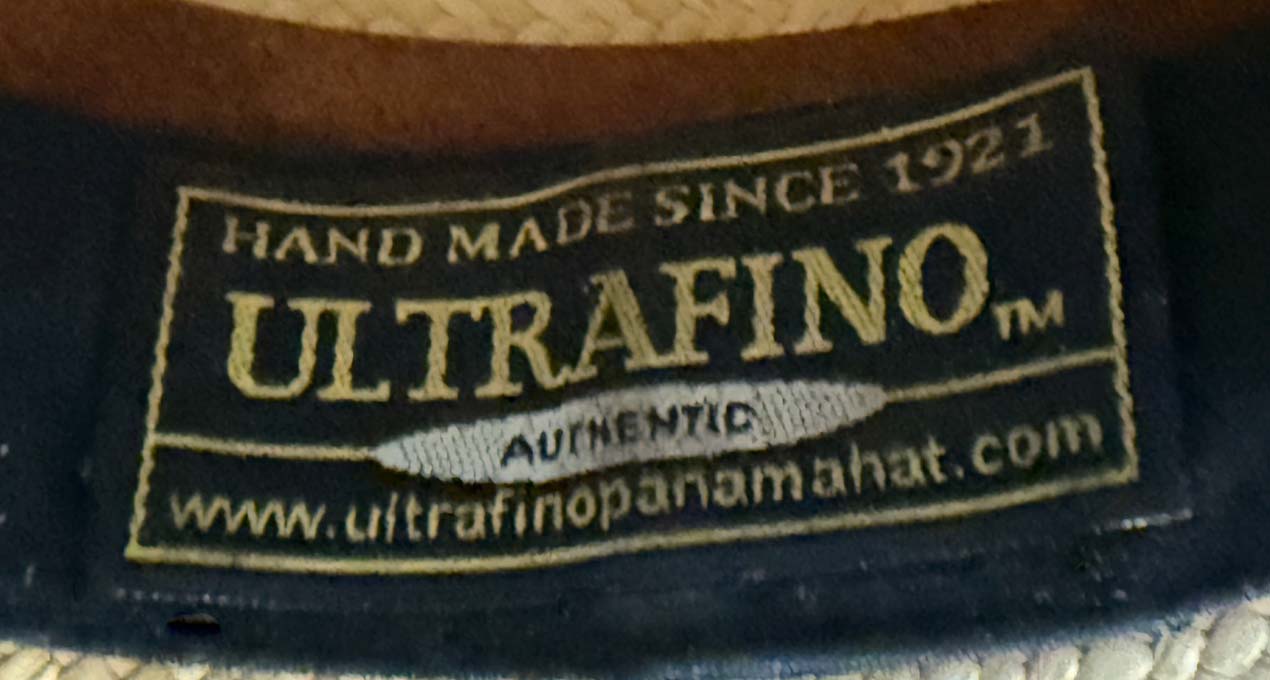 HAND MADE SINCE 1921
ULTRAFINO™
AUTHENTIC
www.ultrafinopanamahat.com